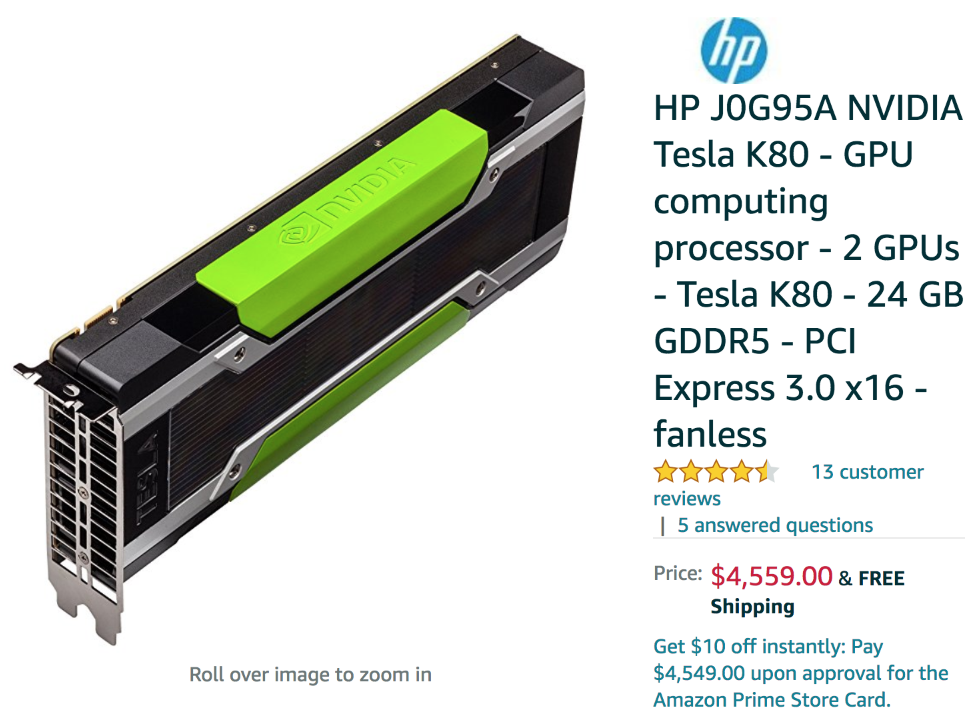 hp
HP J0G95A NVIDIA
Tesla K80 - GPU
computing
processor - 2 GPUs
- Tesla K80 - 24 GB
GDDR5 - PCI
Express 3.0 x16 -
fanless
13 customer
reviews
| 5 answered questions
Price: $4,559.00 & FREE
Shipping
Get $10 off instantly: Pay
$4,549.00 upon approval for the
Amazon Prime Store Card.
NVIDIA
TESLA
Roll over image to zoom in